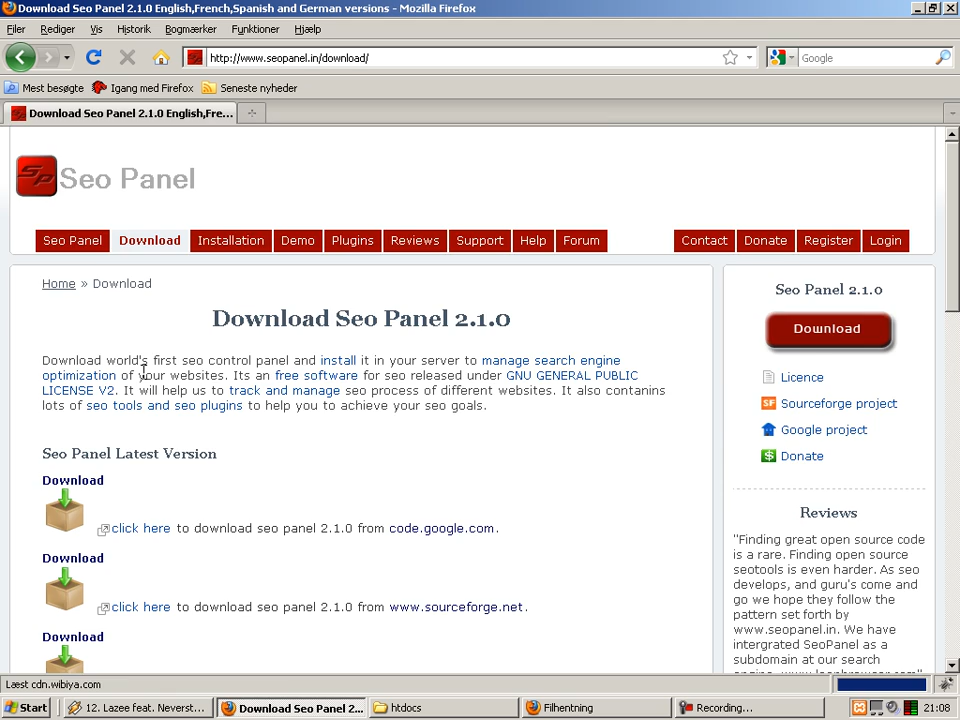 Download Seo Panel 2.1.0 English,French,Spanish and German versions - Mozilla Firefox
Filer Rediger Vis Historik Bogmærker Funktioner Hjælp
http://www.seopanel.in/download/
Google
Mest besøgte Igang med Firefox Seneste nyheder
Download Seo Panel 2.1.0 English,Fre...
Seo Panel
Seo Panel Download Installation Demo Plugins Reviews Support Help Forum Contact Donate Register Login
Home » Download
Download Seo Panel 2.1.0
Download world's first seo control panel and install it in your server to manage search engine
optimization of your websites. Its an free software for seo released under GNU GENERAL PUBLIC
LICENSE V2. It will help us to track and manage seo process of different websites. It also contanins
lots of seo tools and seo plugins to help you to achieve your seo goals.
Seo Panel Latest Version
Download
click here to download seo panel 2.1.0 from code.google.com.
Download
click here to download seo panel 2.1.0 from www.sourceforge.net.
Download
Seo Panel 2.1.0
Download
Licence
Sourceforge project
Google project
Donate
Reviews
"Finding great open source code
is a rare. Finding open source
seotools is even harder. As seo
develops, and guru's come and
go we hope they follow the
pattern set forth by
www.seopanel.in. We have
intergrated SeoPanel as a
subdomain at our search
Læst cdn.wibiya.com
Start 12. Lazee feat. Neverst... Download Seo Panel 2.... htdocs Filhentning Recording... 21:08